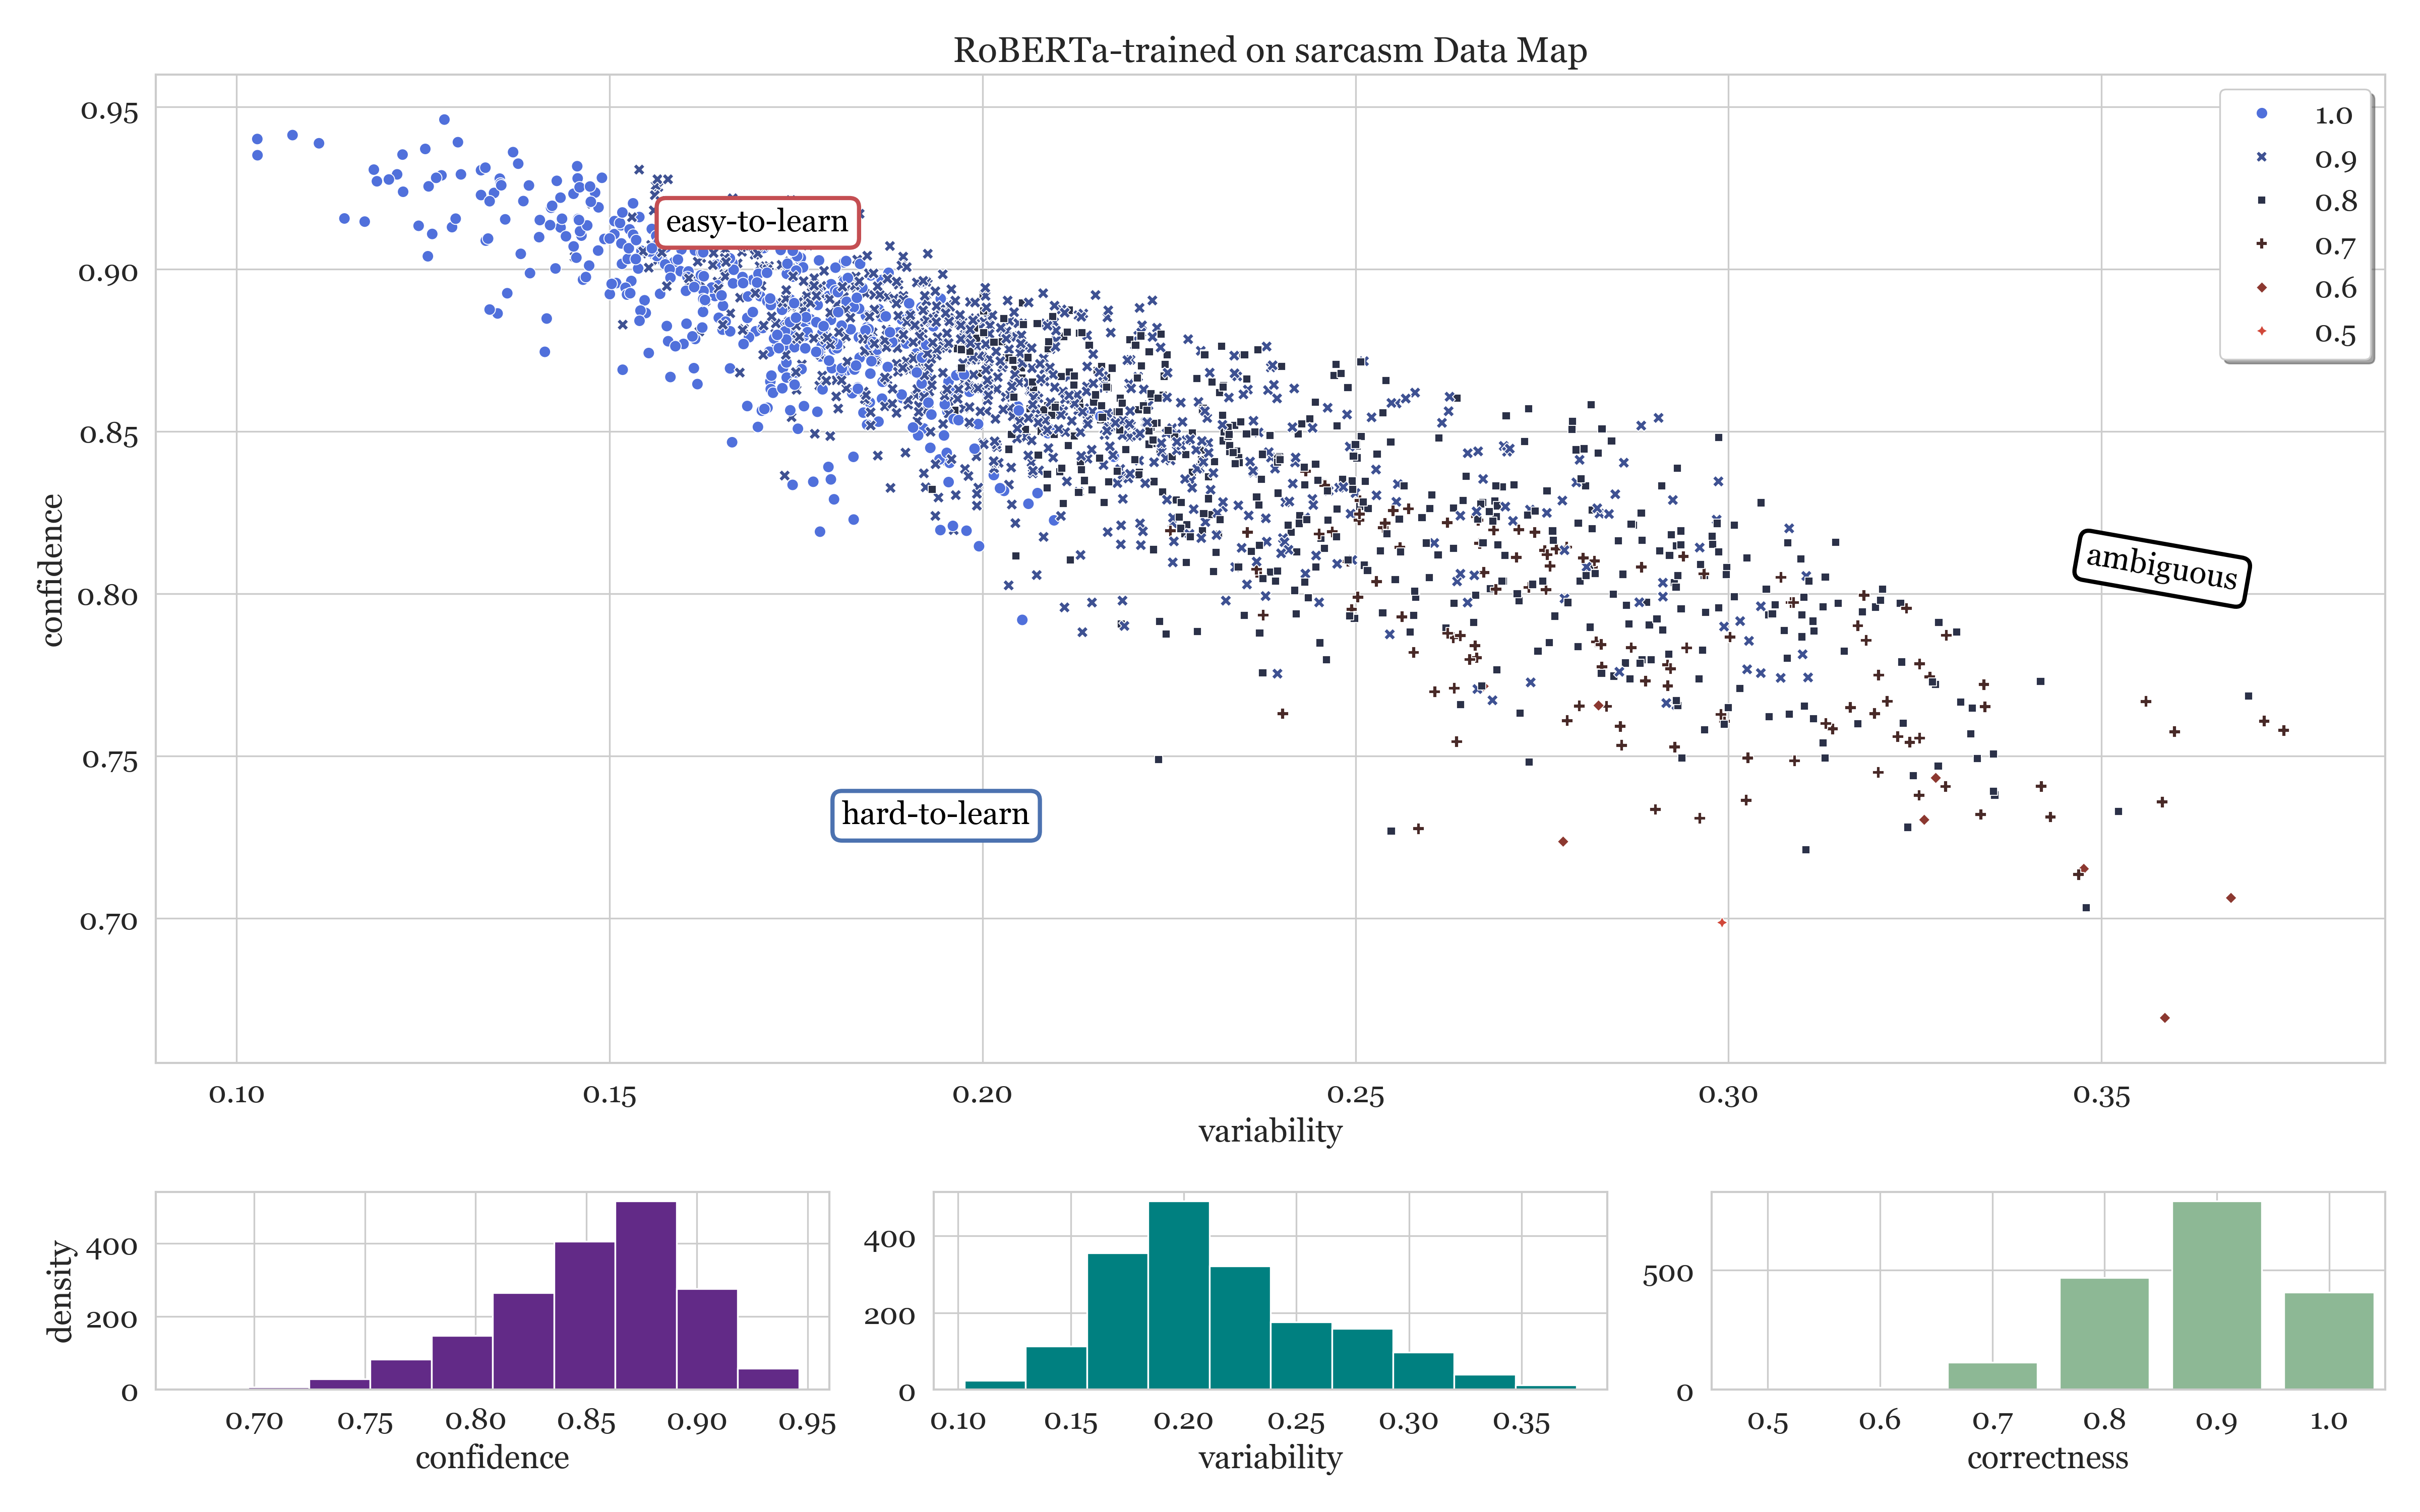 RoBERTa-trained on sarcasm Data Map
confidence
0.95
0.90
0.85
0.80
0.75
0.70
easy-to-learn
ambiguous
hard-to-learn
1.0
0.9
0.8
0.7
0.6
0.5
0.10 0.15 0.20 0.25 0.30 0.35
variability
density
400
200
0
0.70 0.75 0.80 0.85 0.90 0.95
confidence
400
200
0
0.10 0.15 0.20 0.25 0.30 0.35
variability
500
0
0.5 0.6 0.7 0.8 0.9 1.0
correctness